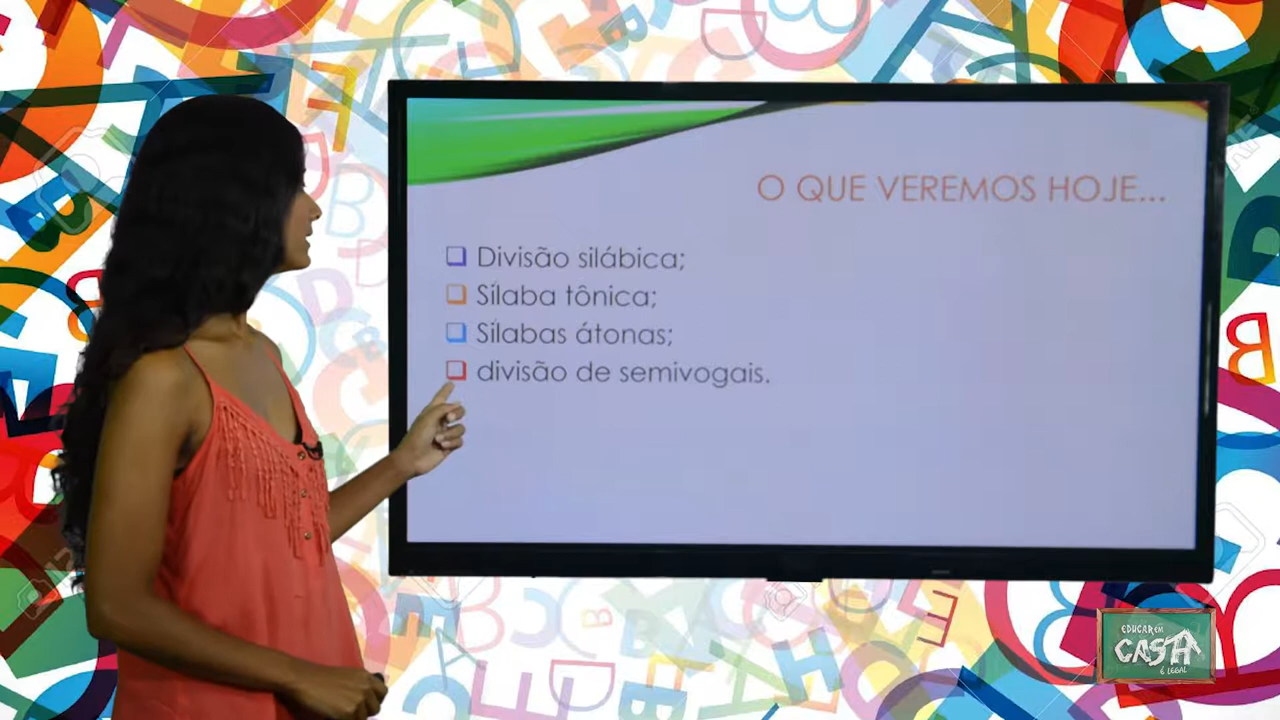 O QUE VEREMOS HOJE...
Divisão silábica;
Sílaba tônica;
Sílabas átonas;
divisão de semivogais.
EDUCAR EM
CASA
É LEGAL